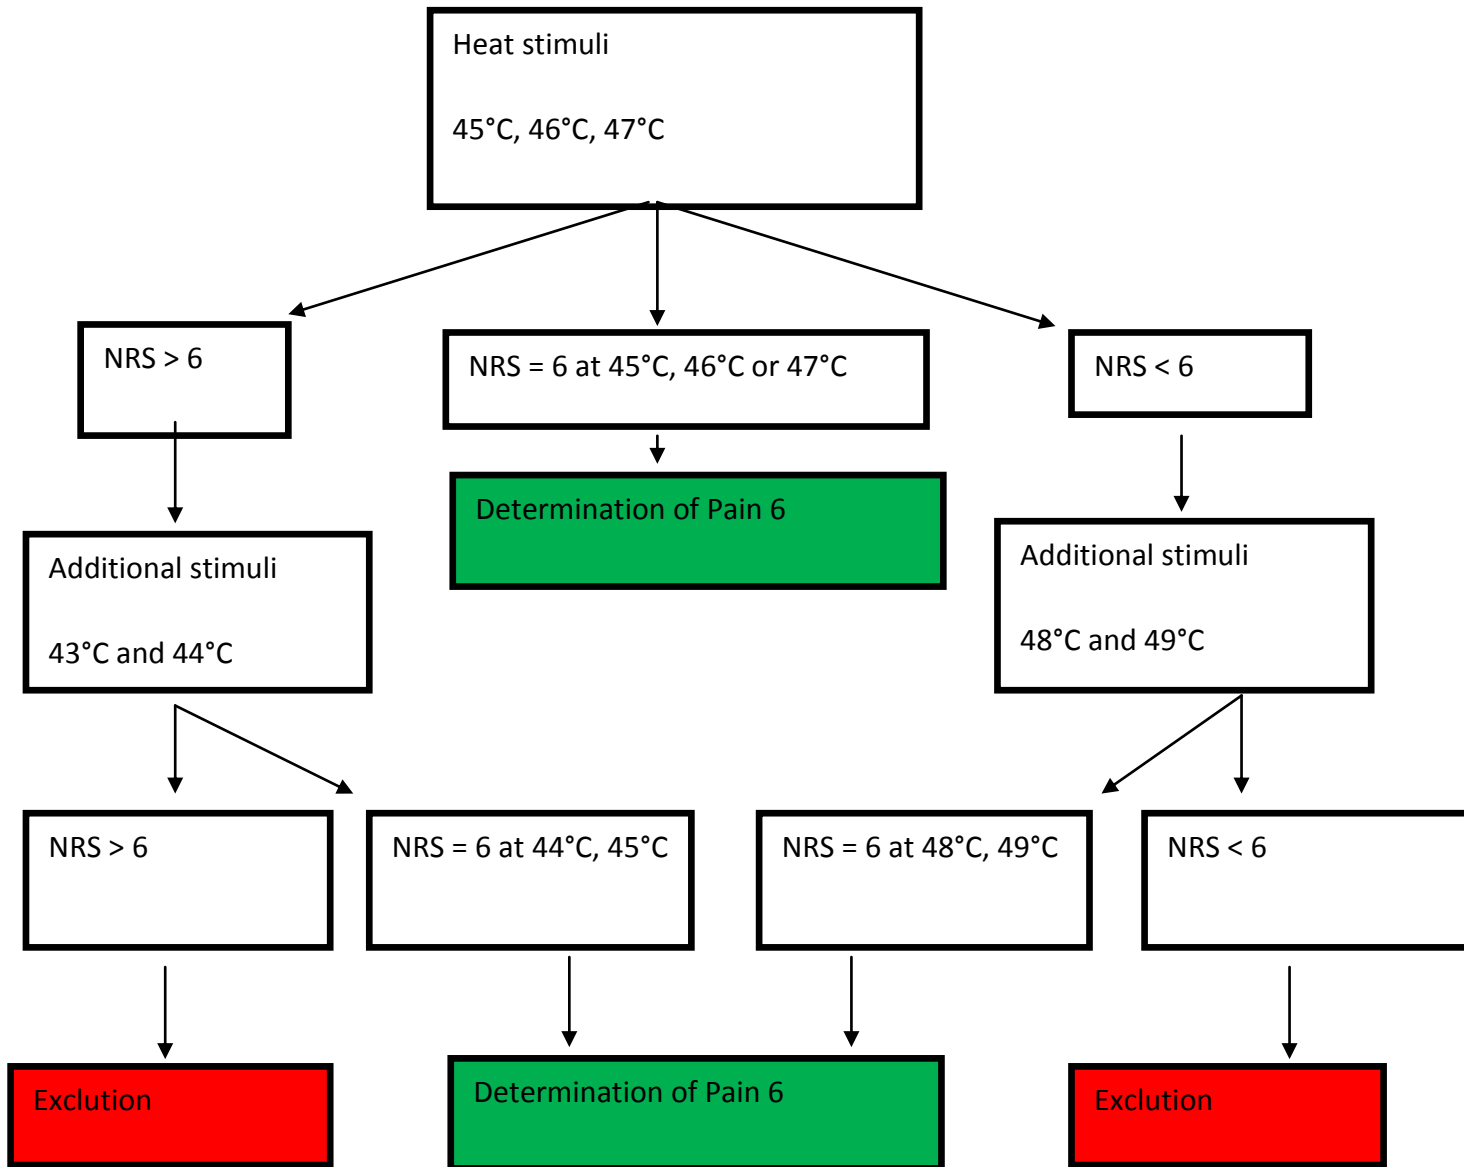 Heat stimuli
45°C, 46°C, 47°C
NRS > 6
NRS = 6 at 45°C, 46°C or 47°C
NRS < 6
Determination of Pain 6
Additional stimuli
43°C and 44°C
Additional stimuli
48°C and 49°C
NRS > 6
NRS = 6 at 44°C, 45°C
NRS = 6 at 48°C, 49°C
NRS < 6
Exclution
Determination of Pain 6
Exclution